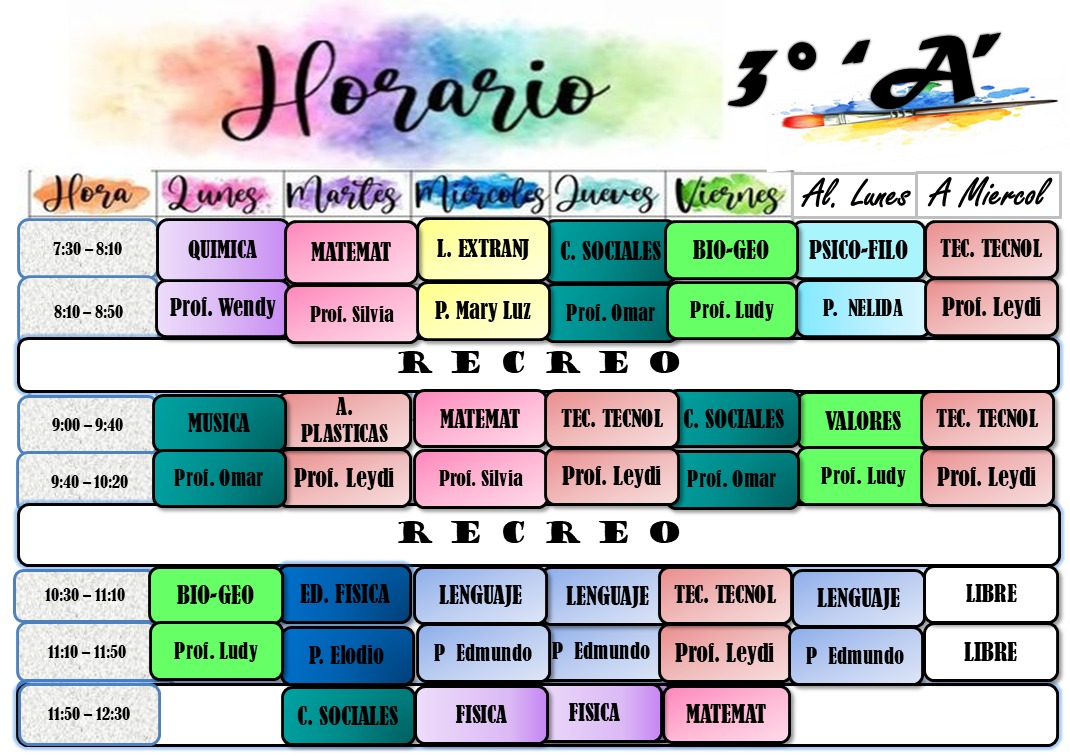 Horario
3° ‘A’
Hora Lunes Martes Miércoles Jueves Viernes Al. Lunes A Miercol
7:30 – 8:10 QUIMICA MATEMAT L. EXTRANJ C. SOCIALES BIO-GEO PSICO-FILO TEC. TECNOL
8:10 – 8:50 Prof. Wendy Prof. Silvia P. Mary Luz Prof. Omar Prof. Ludy P. NELIDA Prof. Leydi
R E C R E O
9:00 – 9:40 MUSICA A. PLASTICAS MATEMAT TEC. TECNOL C. SOCIALES VALORES TEC. TECNOL
9:40 – 10:20 Prof. Omar Prof. Leydi Prof. Silvia Prof. Leydi Prof. Omar Prof. Ludy Prof. Leydi
R E C R E O
10:30 – 11:10 BIO-GEO ED. FISICA LENGUAJE LENGUAJE TEC. TECNOL LENGUAJE LIBRE
11:10 – 11:50 Prof. Ludy P. Elodio P Edmundo P Edmundo Prof. Leydi P Edmundo LIBRE
11:50 – 12:30 C. SOCIALES FISICA FISICA MATEMAT